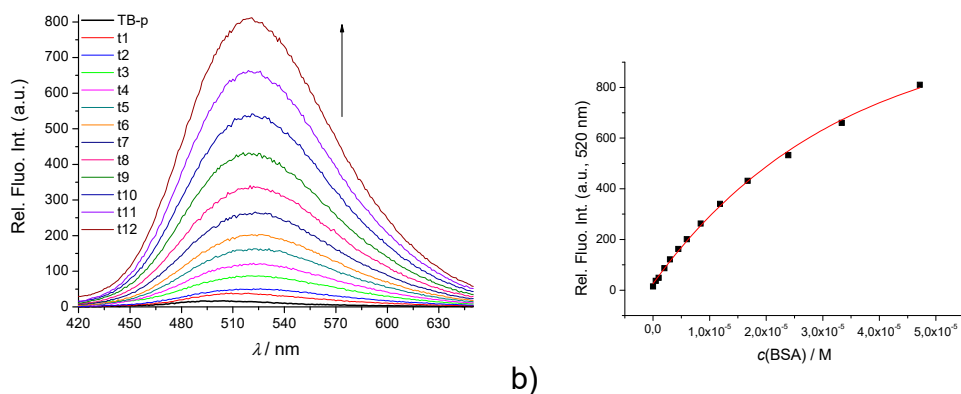 Rel. Fluo. Int. (a.u.)
800
700
600
500
400
300
200
100
0
TB-p
t1
t2
t3
t4
t5
t6
t7
t8
t9
t10
t11
t12
420 450 480 510 540 570 600 630
λ / nm
b)
Rel. Fluo. Int. (a.u., 520 nm)
800
600
400
200
0
0,0 1,0x10⁻⁵ 2,0x10⁻⁵ 3,0x10⁻⁵ 4,0x10⁻⁵ 5,0x10⁻⁵
c(BSA) / M